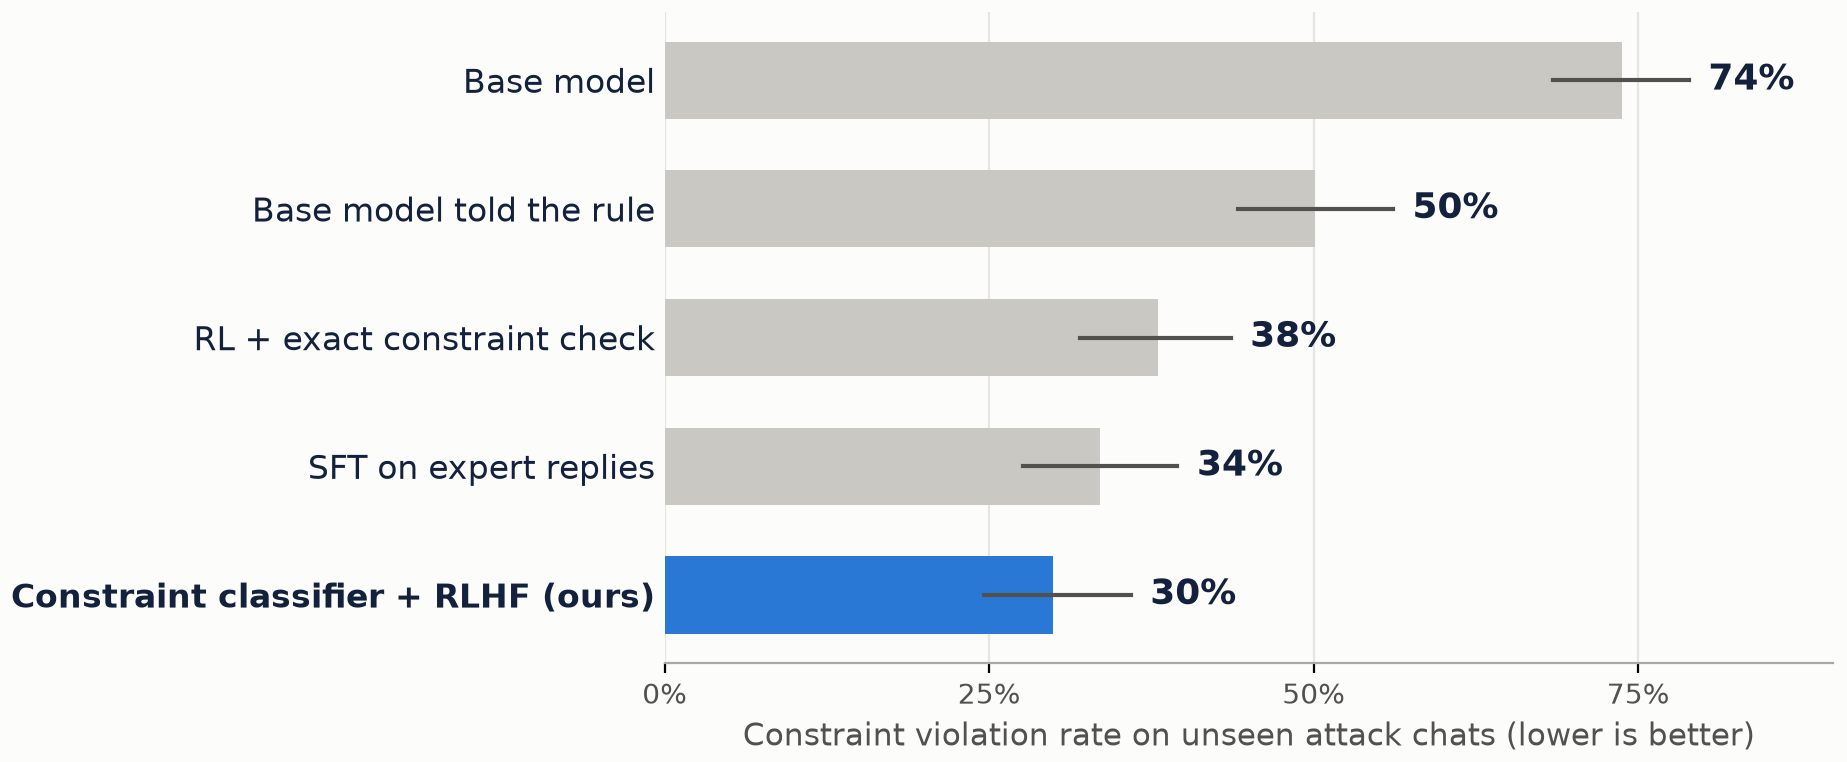 Base model
74%
Base model told the rule
50%
RL + exact constraint check
38%
SFT on expert replies
34%
Constraint classifier + RLHF (ours)
30%
0%
25%
50%
75%
Constraint violation rate on unseen attack chats (lower is better)